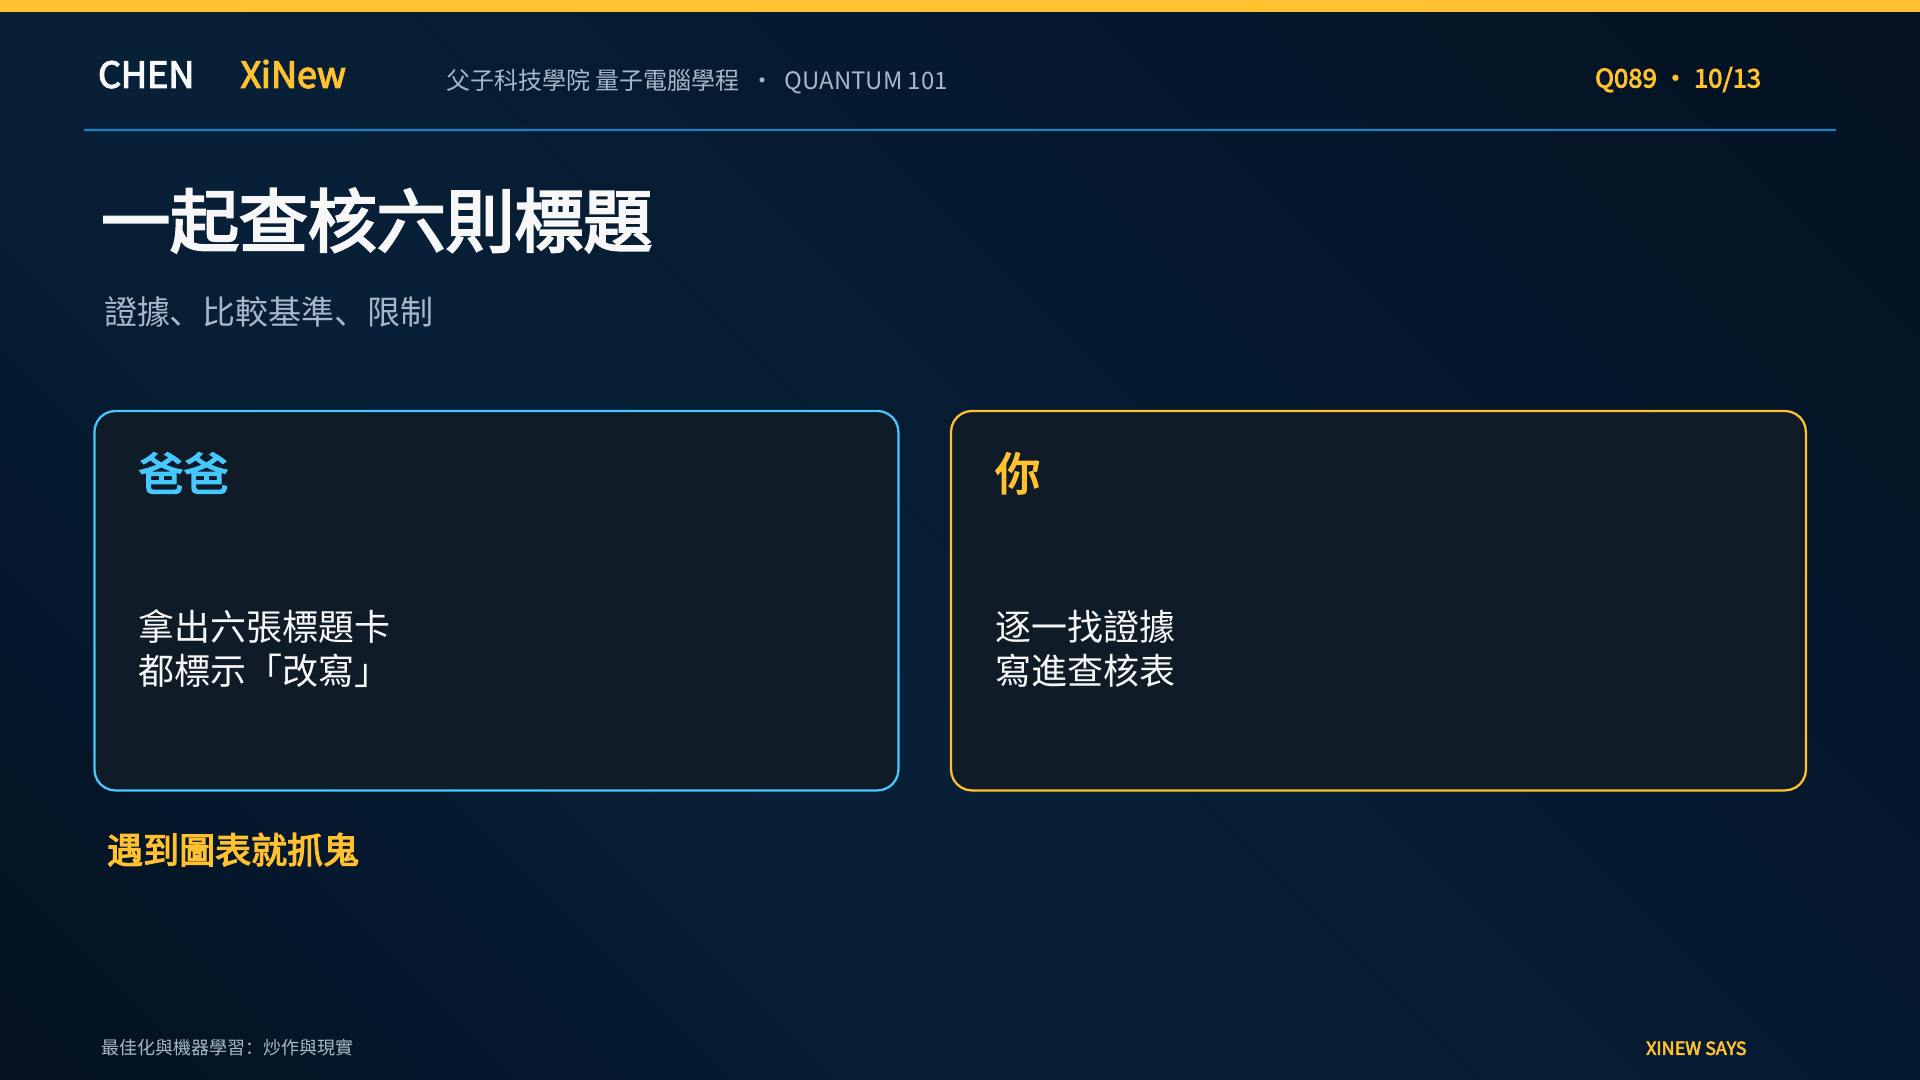 CHEN XiNew 父子科技學院 量子電腦學程 • QUANTUM 101 Q089 • 10/13
一起查核六則標題
證據、比較基準、限制
爸爸
拿出六張標題卡
都標示「改寫」
你
逐一找證據
寫進查核表
遇到圖表就抓鬼
最佳化與機器學習：炒作與現實
XINEW SAYS